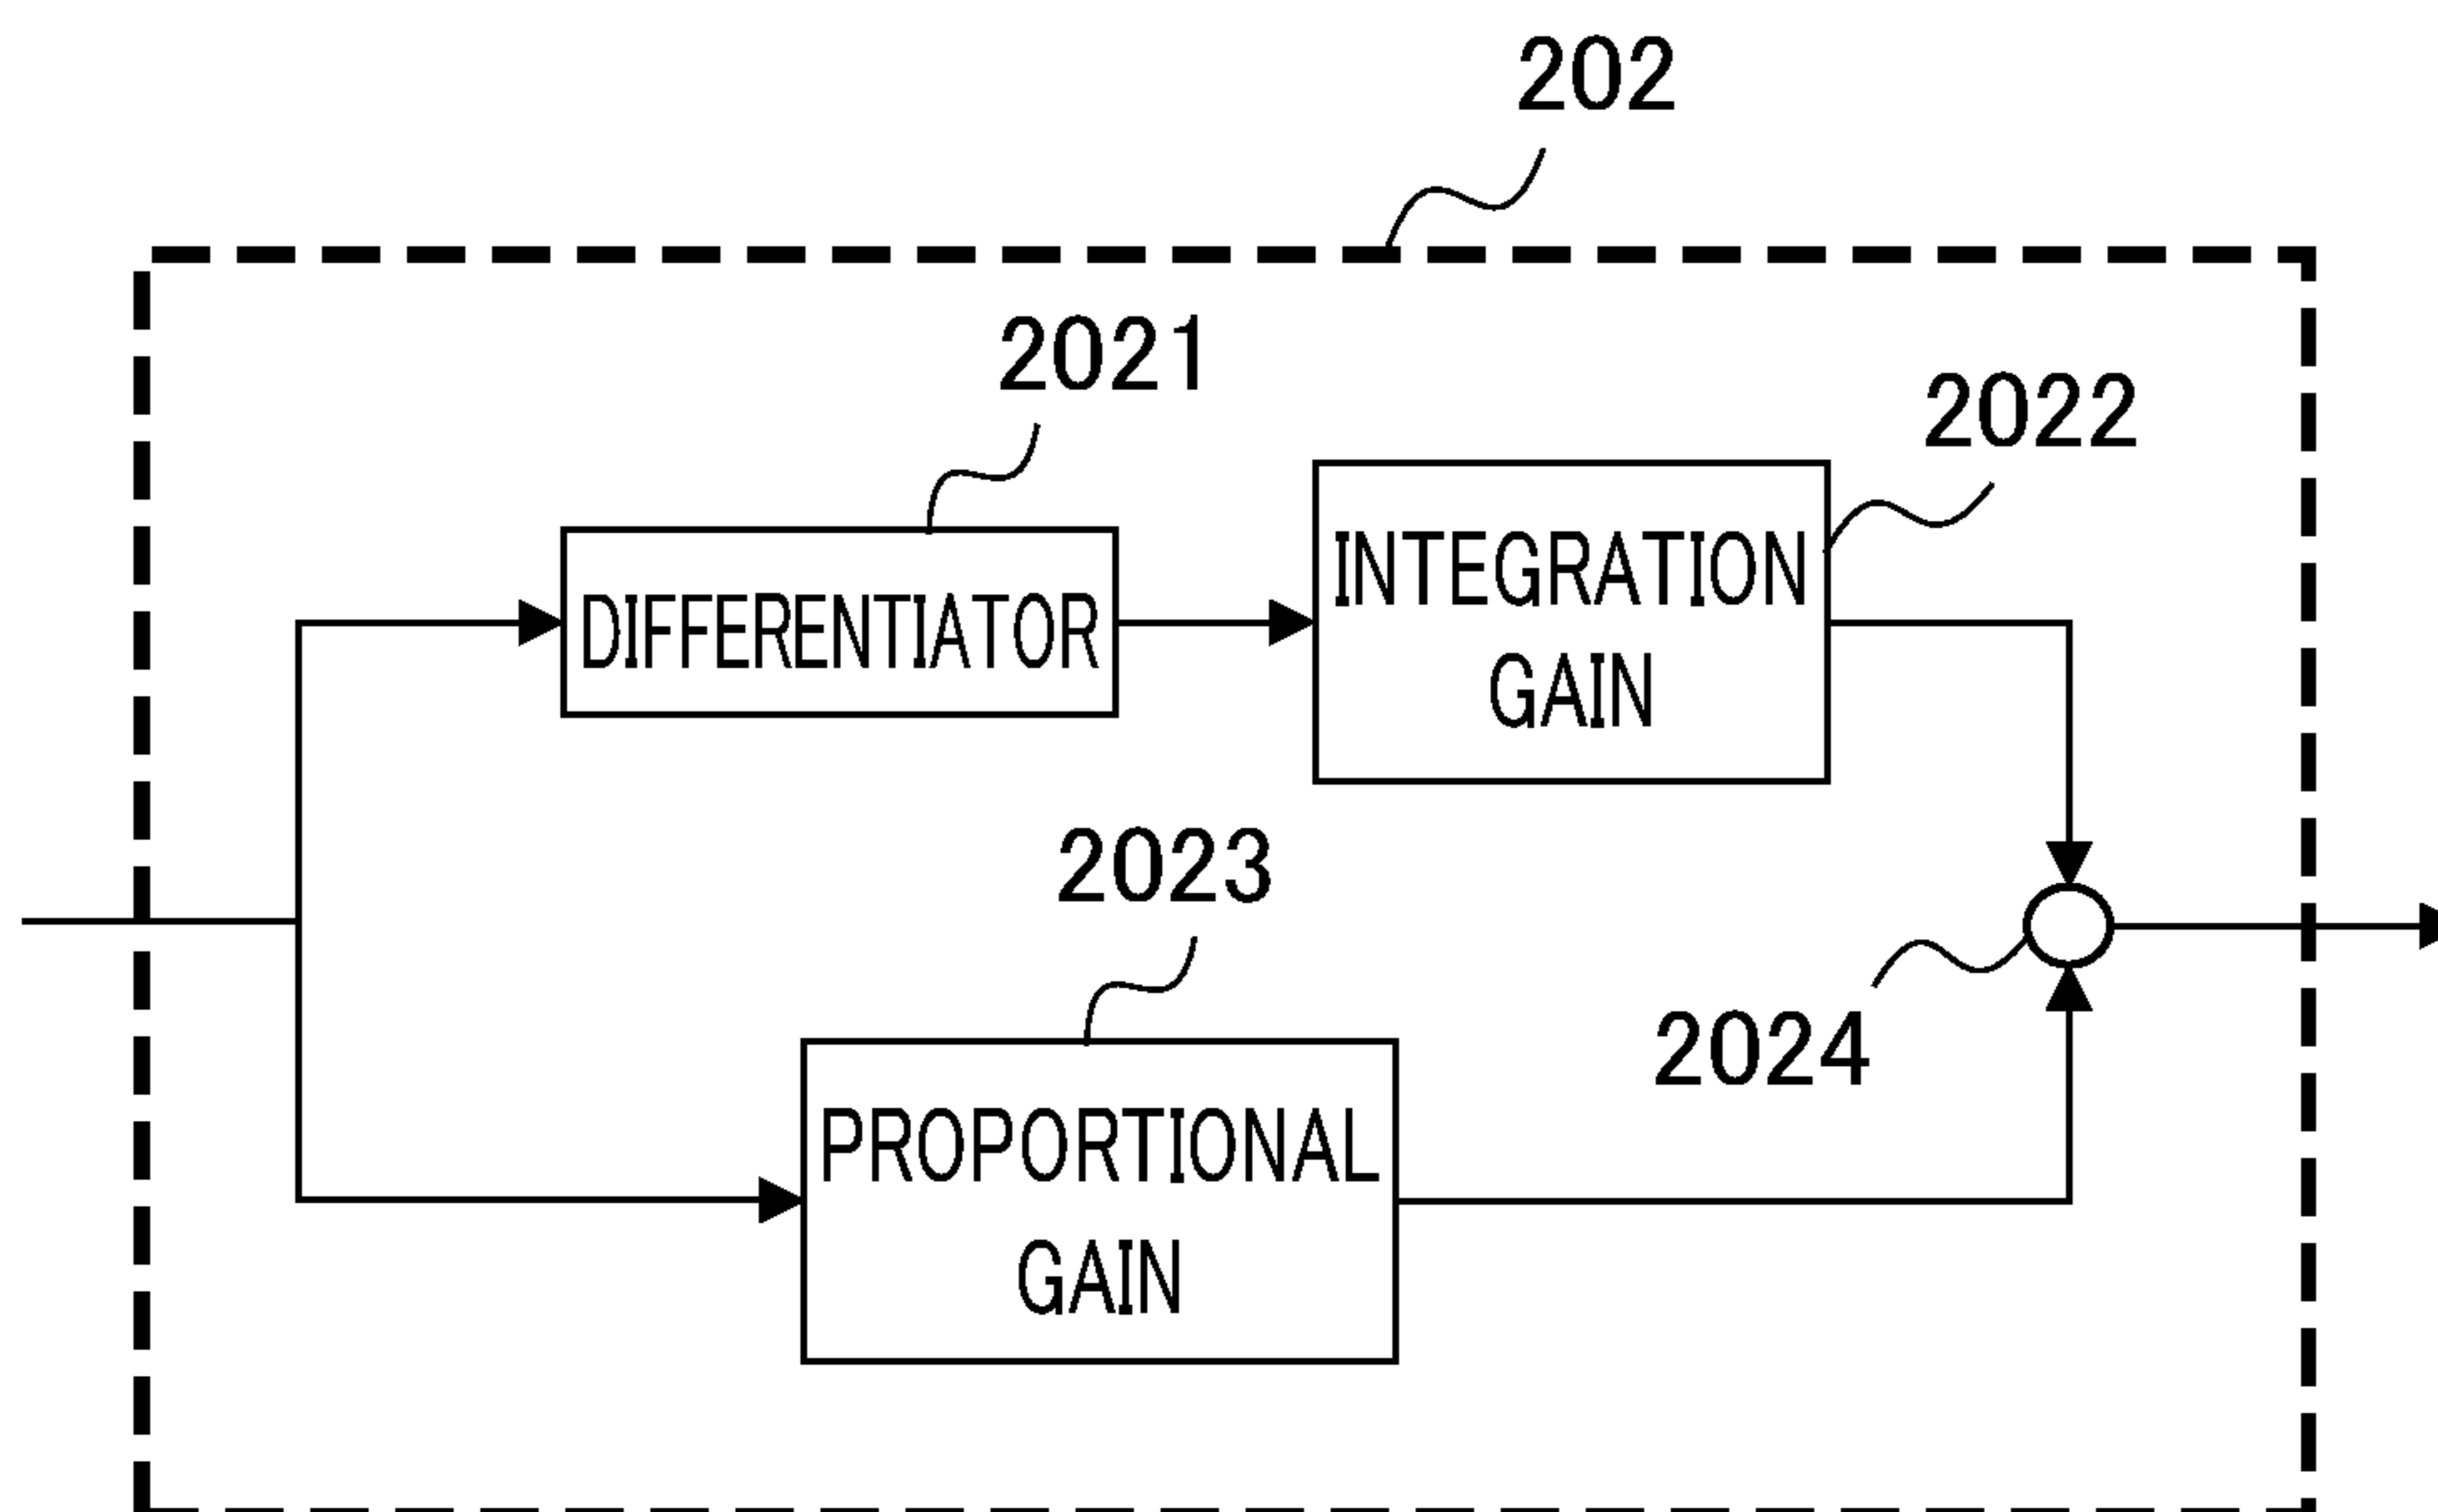 202
2021
2022
DIFFERENTIATOR
INTEGRATION
GAIN
2023
2024
PROPORTIONAL
GAIN